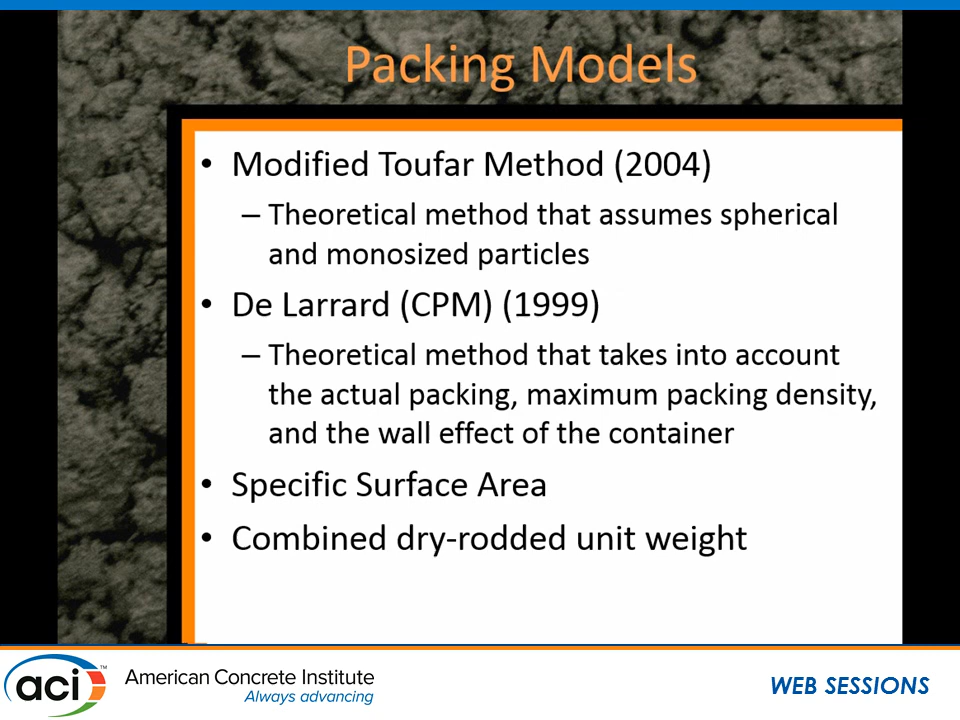 Packing Models
• Modified Toufar Method (2004)
– Theoretical method that assumes spherical
and monosized particles
• De Larrard (CPM) (1999)
– Theoretical method that takes into account
the actual packing, maximum packing density,
and the wall effect of the container
• Specific Surface Area
• Combined dry-rodded unit weight
aci™
American Concrete Institute
Always advancing
WEB SESSIONS